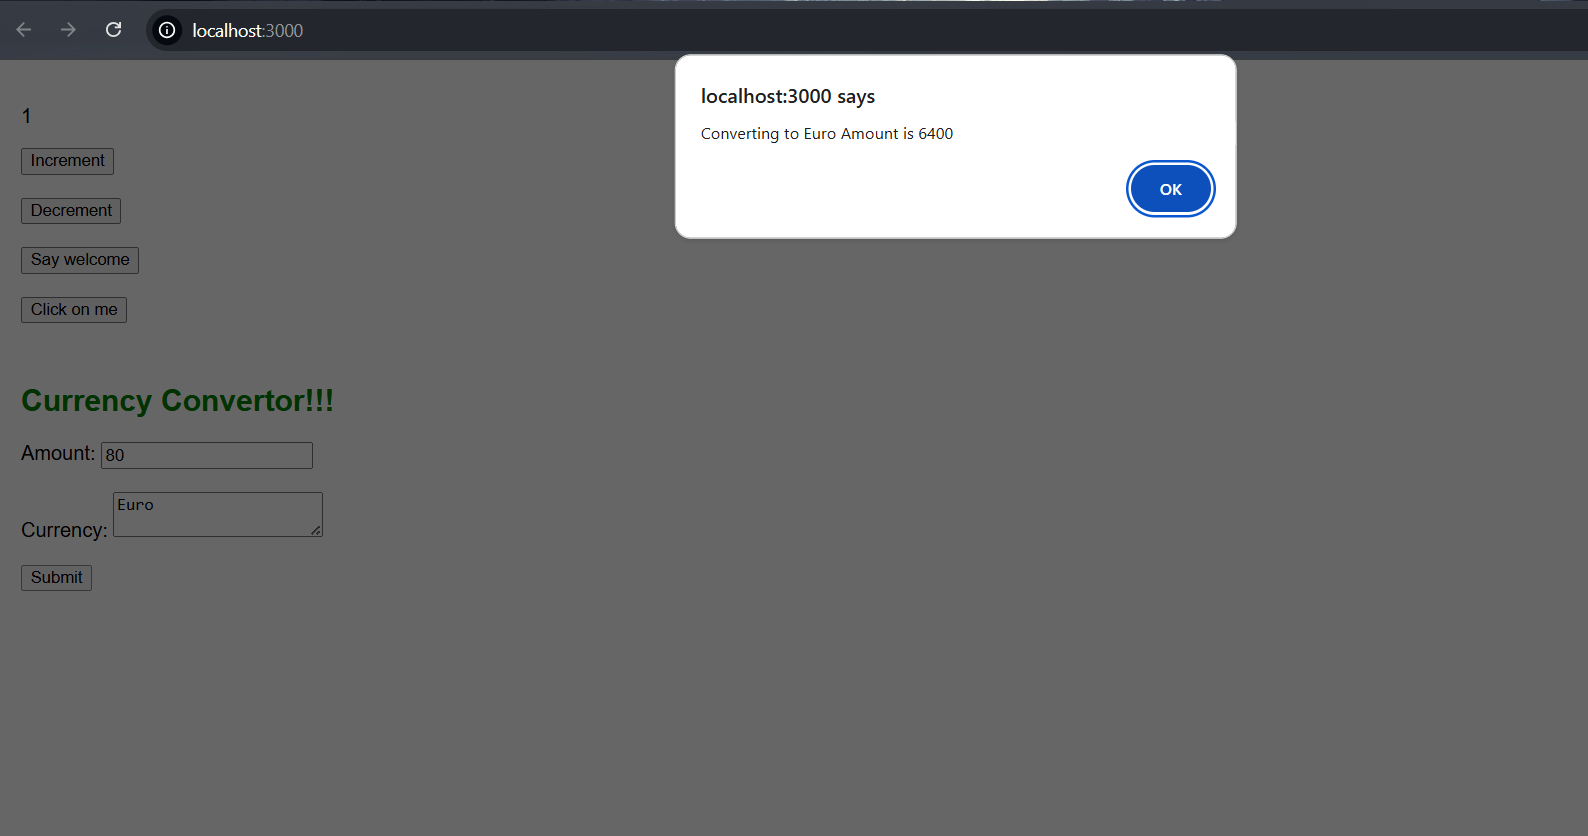 localhost:3000
localhost:3000 says
Converting to Euro Amount is 6400
OK
1
Increment
Decrement
Say welcome
Click on me
Currency Convertor!!!
Amount: 80
Currency: Euro
Submit